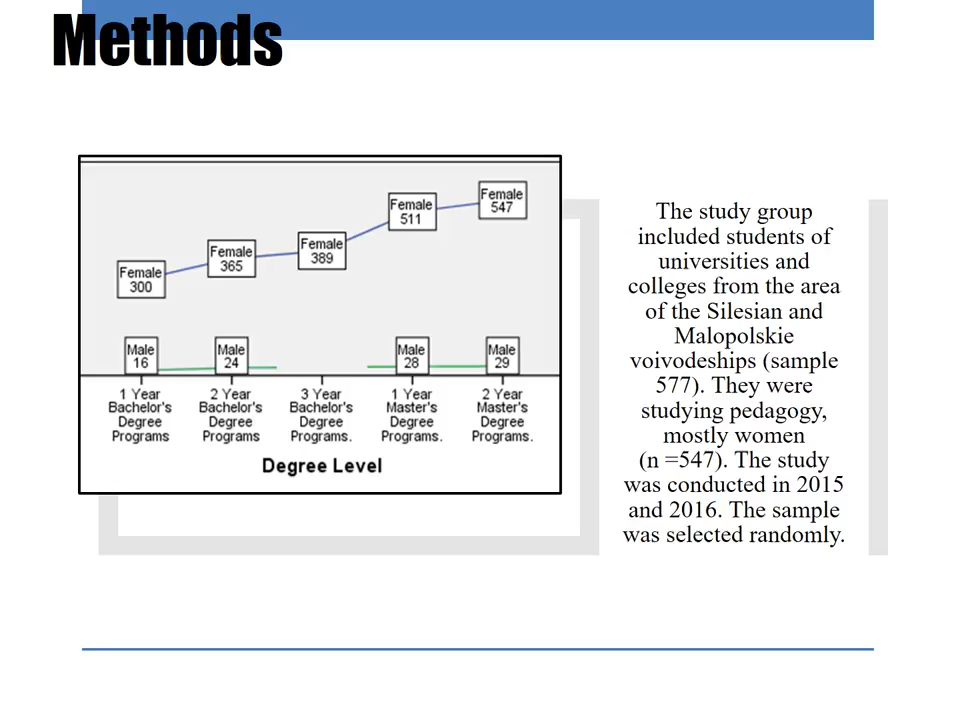 Methods
Female
547
Female
511
Female
389
Female
365
Female
300
Male
16
Male
24
Male
28
Male
29
1 Year
Bachelor's
Degree
Programs
2 Year
Bachelor's
Degree
Programs
3 Year
Bachelor's
Degree
Programs.
1 Year
Master's
Degree
Programs.
2 Year
Master's
Degree
Programs.
Degree Level
The study group
included students of
universities and
colleges from the area
of the Silesian and
Malopolskie
voivodeships (sample
577). They were
studying pedagogy,
mostly women
(n =547). The study
was conducted in 2015
and 2016. The sample
was selected randomly.